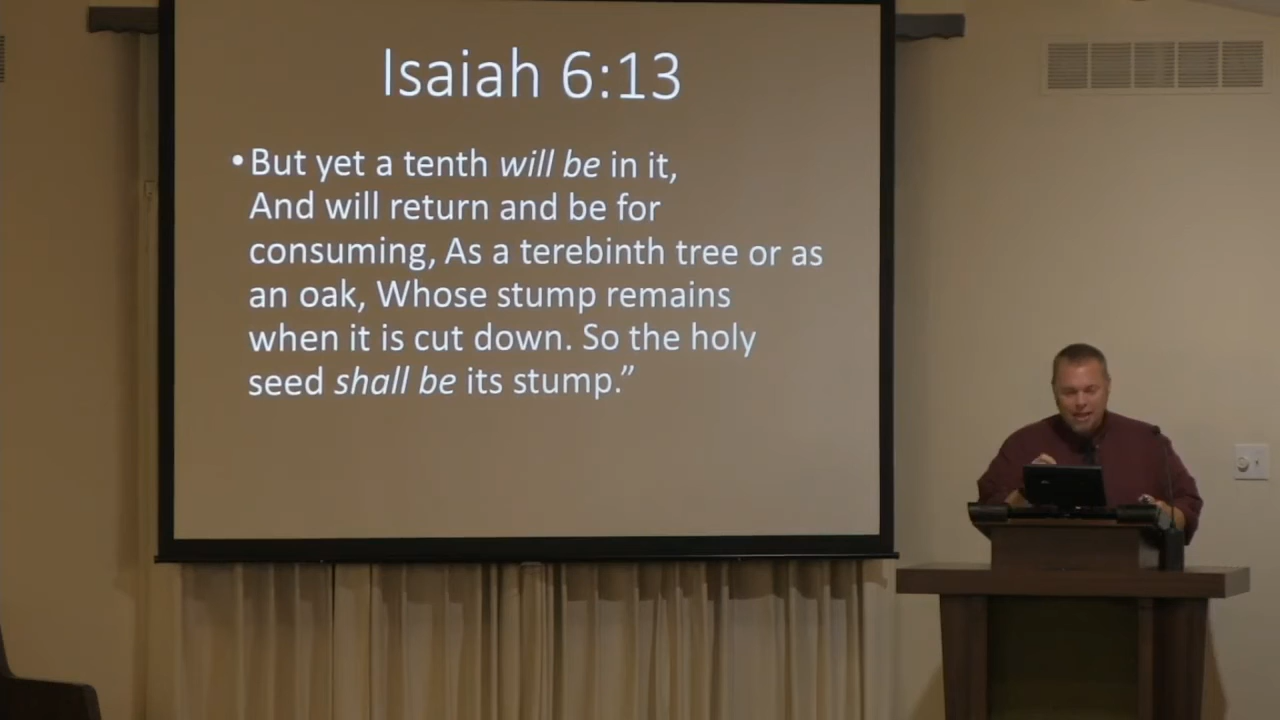 Isaiah 6:13
•But yet a tenth will be in it,
And will return and be for
consuming, As a terebinth tree or as
an oak, Whose stump remains
when it is cut down. So the holy
seed shall be its stump.”